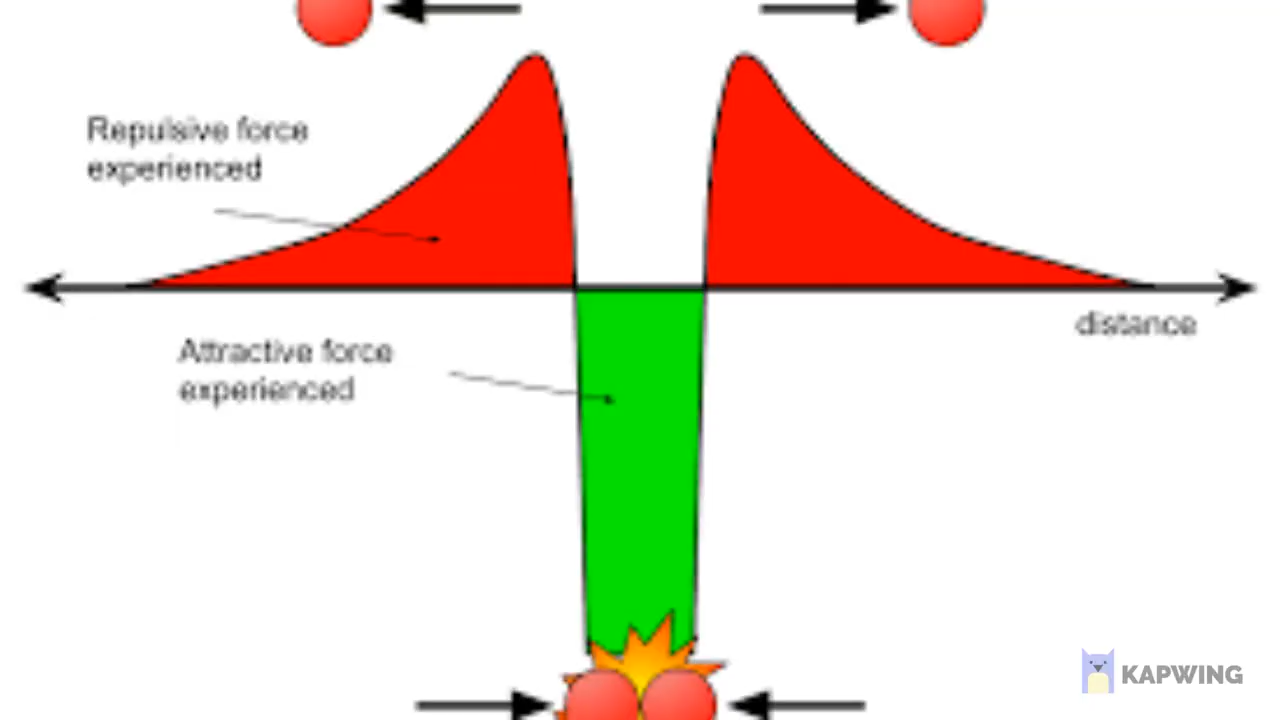 Repulsive force
experienced
distance
Attractive force
experienced
KAPWING